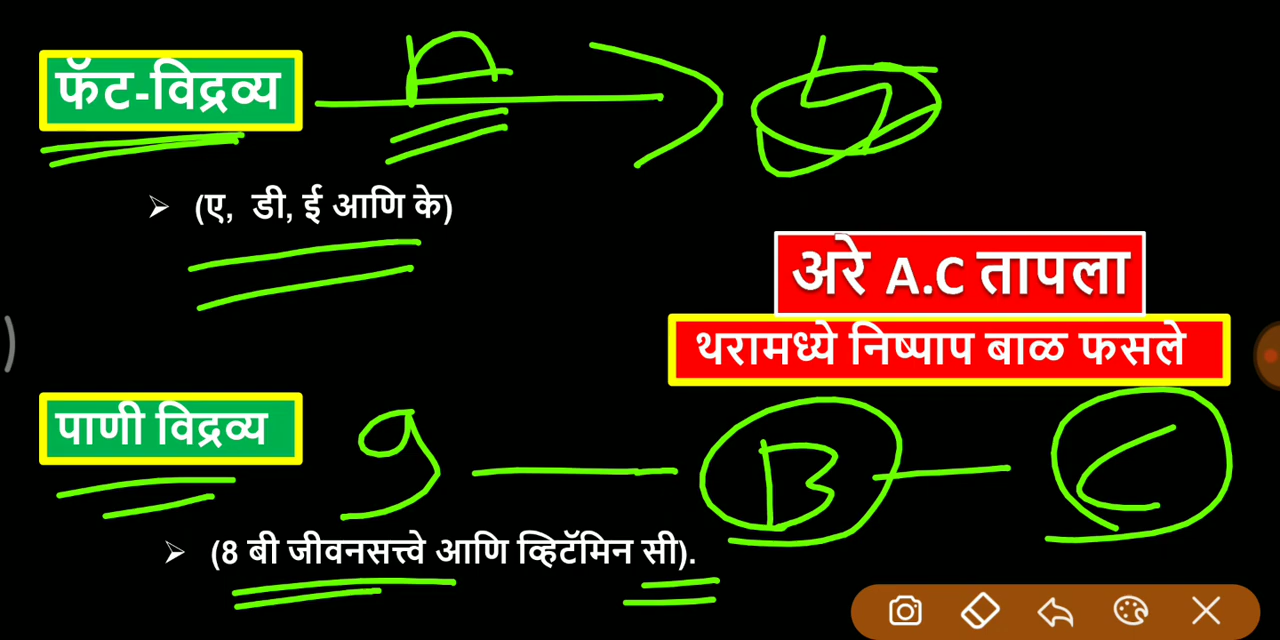 फॅट-विद्रव्य
(ए, डी, ई आणि के)
अरे A.C तापला
थरामध्ये निष्पाप बाळ फसले
पाणी विद्रव्य
9 B C
(8 बी जीवनसत्त्वे आणि व्हिटॅमिन सी).